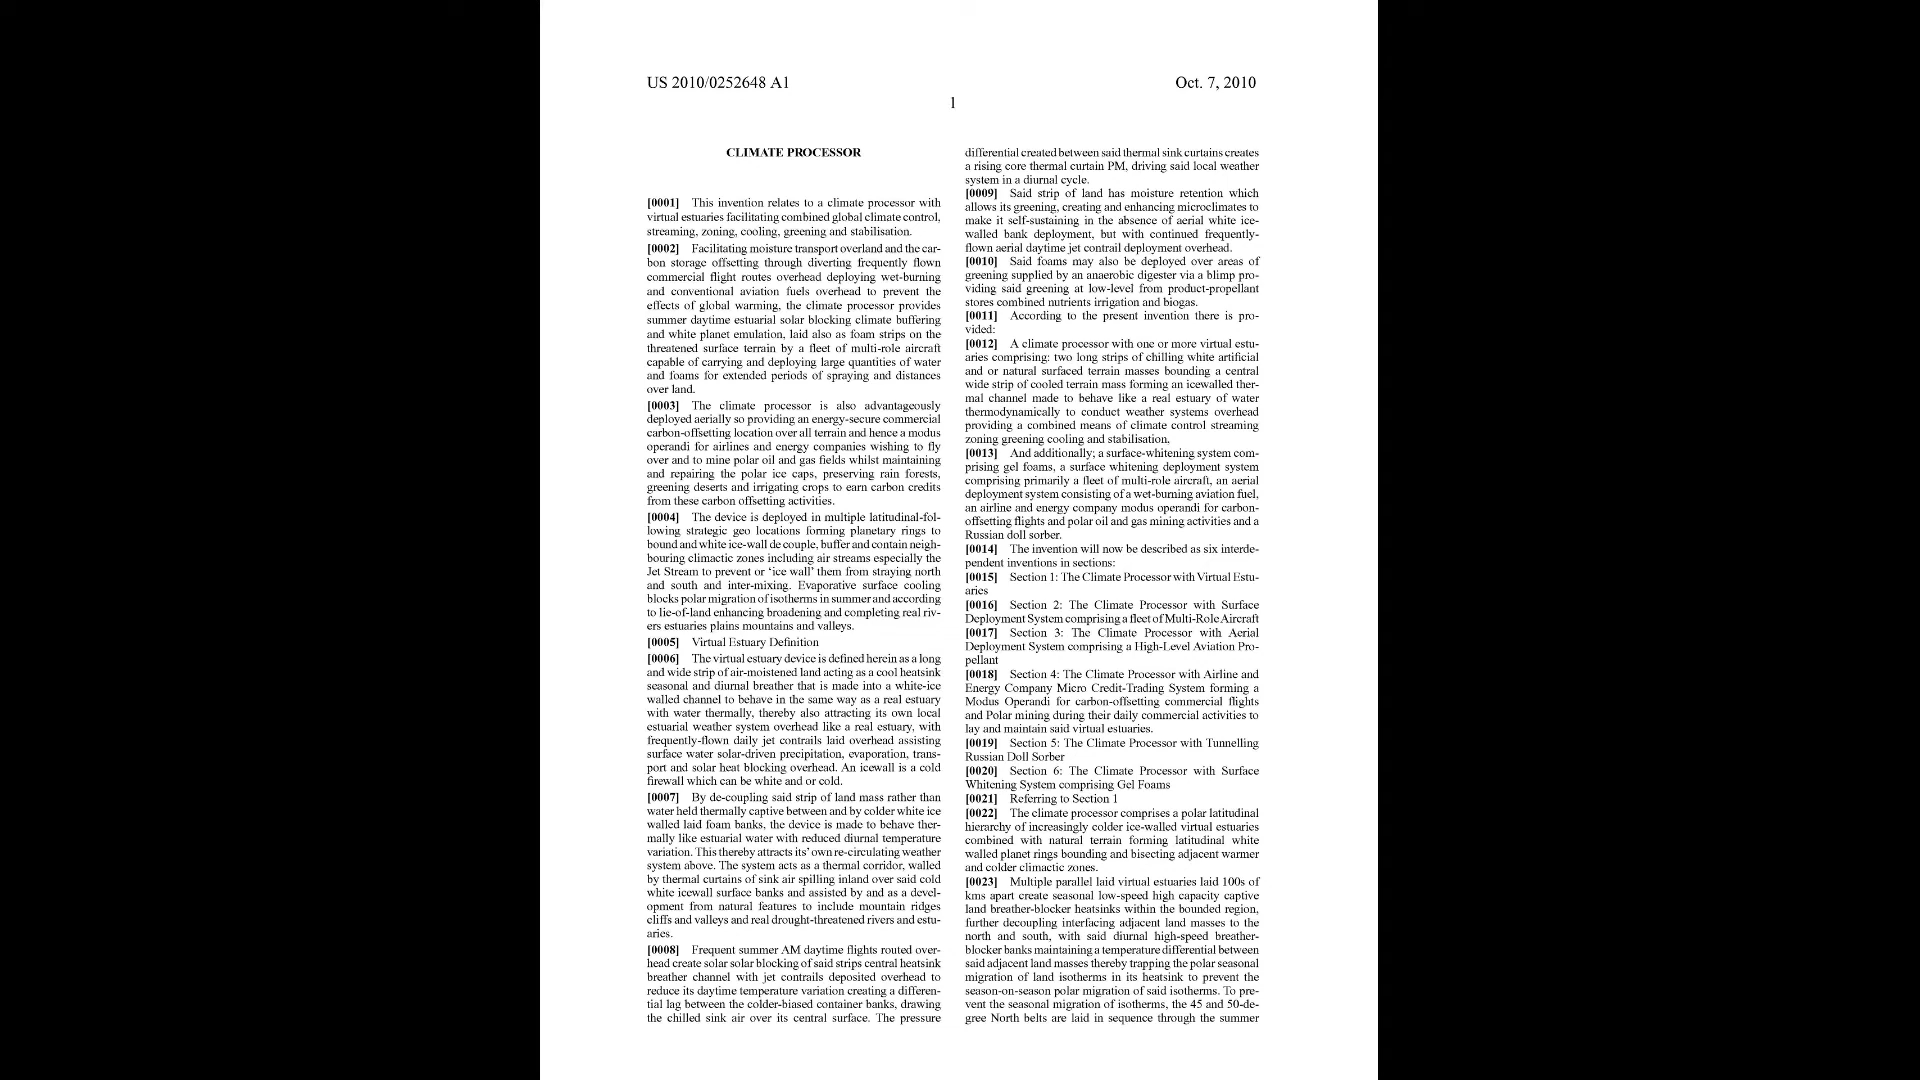 US 2010/0252648 A1
Oct. 7, 2010
1
CLIMATE PROCESSOR
[0001] This invention relates to a climate processor with
virtual estuaries facilitating combined global climate control,
streaming, zoning, cooling, greening and stabilisation.
[0002] Facilitating moisture transport overland and the car-
bon storage offsetting through diverting frequently flown
commercial flight routes overhead deploying wet-burning
and conventional aviation fuels overhead to prevent the
effects of global warming, the climate processor provides
summer daytime estuarial solar blocking climate buffering
and white planet emulation, laid also as foam strips on the
threatened surface terrain by a fleet of multi-role aircraft
capable of carrying and deploying large quantities of water
and foams for extended periods of spraying and distances
over land.
[0003] The climate processor is also advantageously
deployed aerially so providing an energy-secure commercial
carbon-offsetting location over all terrain and hence a modus
operandi for airlines and energy companies wishing to fly
over and to mine polar oil and gas fields whilst maintaining
and repairing the polar ice caps, preserving rain forests,
greening deserts and irrigating crops to earn carbon credits
from these carbon offsetting activities.
[0004] The device is deployed in multiple latitudinal-fol-
lowing strategic geo locations forming planetary rings to
bound and white ice-wall de couple, buffer and contain neigh-
bouring climactic zones including air streams especially the
Jet Stream to prevent or ‘ice wall’ them from straying north
and south and inter-mixing. Evaporative surface cooling
blocks polar migration of isotherms in summer and according
to lie-of-land enhancing broadening and completing real riv-
ers estuaries plains mountains and valleys.
[0005] Virtual Estuary Definition
[0006] The virtual estuary device is defined herein as a long
and wide strip of air-moistened land acting as a cool heatsink
seasonal and diurnal breather that is made into a white-ice
walled channel to behave in the same way as a real estuary
with water thermally, thereby also attracting its own local
estuarial weather system overhead like a real estuary, with
frequently-flown daily jet contrails laid overhead assisting
surface water solar-driven precipitation, evaporation, trans-
port and solar heat blocking overhead. An icewall is a cold
firewall which can be white and or cold.
[0007] By de-coupling said strip of land mass rather than
water held thermally captive between and by colder white ice
walled laid foam banks, the device is made to behave ther-
mally like estuarial water with reduced diurnal temperature
variation. This thereby attracts its’ own re-circulating weather
system above. The system acts as a thermal corridor, walled
by thermal curtains of sink air spilling inland over said cold
white icewall surface banks and assisted by and as a devel-
opment from natural features to include mountain ridges
cliffs and valleys and real drought-threatened rivers and estu-
aries.
[0008] Frequent summer AM daytime flights routed over-
head create solar solar blocking of said strips central heatsink
breather channel with jet contrails deposited overhead to
reduce its daytime temperature variation creating a differen-
tial lag between the colder-biased container banks, drawing
the chilled sink air over its central surface. The pressure
differential created between said thermal sink curtains creates
a rising core thermal curtain PM, driving said local weather
system in a diurnal cycle.
[0009] Said strip of land has moisture retention which
allows its greening, creating and enhancing microclimates to
make it self-sustaining in the absence of aerial white ice-
walled bank deployment, but with continued frequently-
flown aerial daytime jet contrail deployment overhead.
[0010] Said foams may also be deployed over areas of
greening supplied by an anaerobic digester via a blimp pro-
viding said greening at low-level from product-propellant
stores combined nutrients irrigation and biogas.
[0011] According to the present invention there is pro-
vided:
[0012] A climate processor with one or more virtual estu-
aries comprising: two long strips of chilling white artificial
and or natural surfaced terrain masses bounding a central
wide strip of cooled terrain mass forming an icewalled ther-
mal channel made to behave like a real estuary of water
thermodynamically to conduct weather systems overhead
providing a combined means of climate control streaming
zoning greening cooling and stabilisation.
[0013] And additionally; a surface-whitening system com-
prising gel foams, a surface whitening deployment system
comprising primarily a fleet of multi-role aircraft, an aerial
deployment system consisting of a wet-burning aviation fuel,
an airline and energy company modus operandi for carbon-
offsetting flights and polar oil and gas mining activities and a
Russian doll sorber.
[0014] The invention will now be described as six interde-
pendent inventions in sections:
[0015] Section 1: The Climate Processor with Virtual Estu-
aries
[0016] Section 2: The Climate Processor with Surface
Deployment System comprising a fleet of Multi-Role Aircraft
[0017] Section 3: The Climate Processor with Aerial
Deployment System comprising a High-Level Aviation Pro-
pellant
[0018] Section 4: The Climate Processor with Airline and
Energy Company Micro Credit-Trading System forming a
Modus Operandi for carbon-offsetting commercial flights
and Polar mining during their daily commercial activities to
lay and maintain said virtual estuaries.
[0019] Section 5: The Climate Processor with Tunnelling
Russian Doll Sorber
[0020] Section 6: The Climate Processor with Surface
Whitening System comprising Gel Foams
[0021] Referring to Section 1
[0022] The climate processor comprises a polar latitudinal
hierarchy of increasingly colder ice-walled virtual estuaries
combined with natural terrain forming latitudinal white
walled planet rings bounding and bisecting adjacent warmer
and colder climactic zones.
[0023] Multiple parallel laid virtual estuaries laid 100s of
kms apart create seasonal low-speed high capacity captive
land breather-blocker heatsinks within the bounded region,
further decoupling interfacing adjacent land masses to the
north and south, with said diurnal high-speed breather-
blocker banks maintaining a temperature differential between
said adjacent land masses thereby trapping the polar seasonal
migration of land isotherms in its heatsink to prevent the
season-on-season polar migration of said isotherms. To pre-
vent the seasonal migration of isotherms, the 45 and 50-de-
gree North belts are laid in sequence through the summer